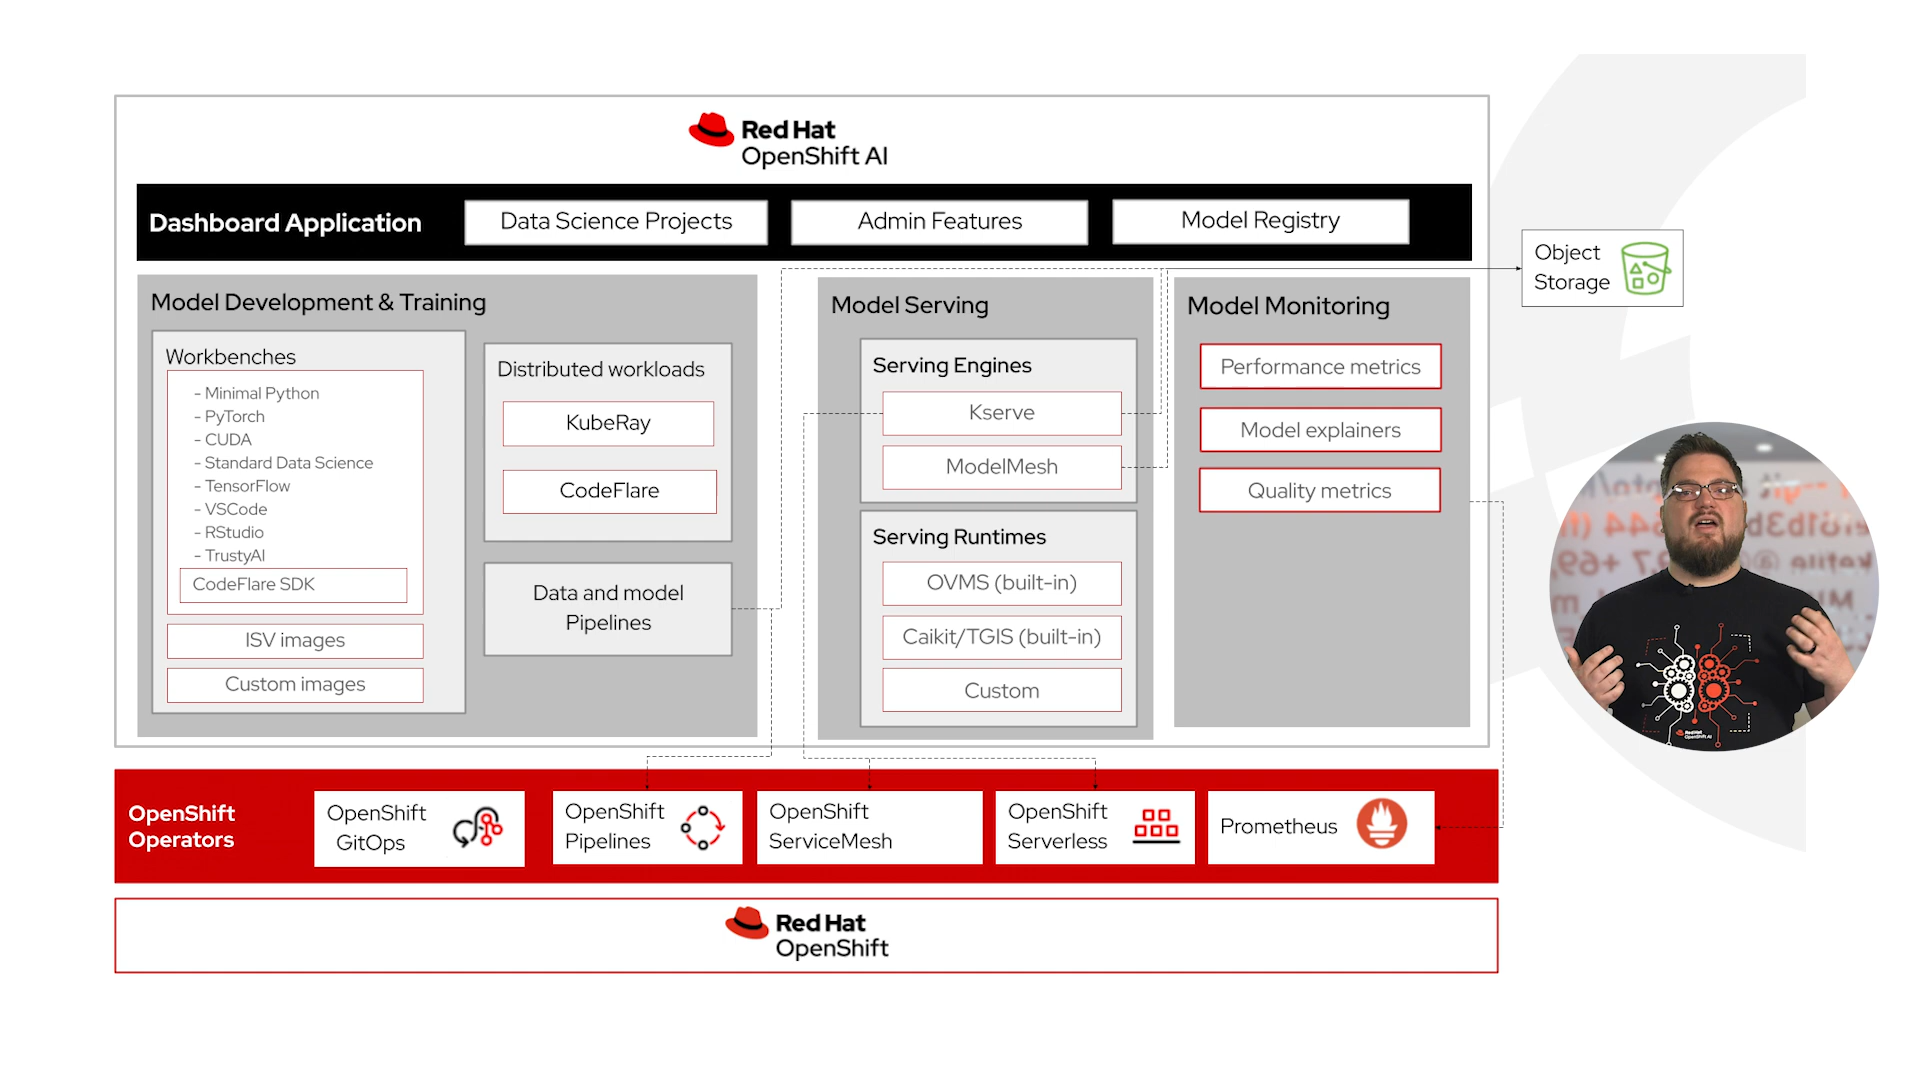 Red Hat
OpenShift AI
Dashboard Application
Data Science Projects
Admin Features
Model Registry
Object
Storage
Model Development & Training
Workbenches
- Minimal Python
- PyTorch
- CUDA
- Standard Data Science
- TensorFlow
- VSCode
- RStudio
- TrustyAI
CodeFlare SDK
ISV images
Custom images
Distributed workloads
KubeRay
CodeFlare
Data and model
Pipelines
Model Serving
Serving Engines
Kserve
ModelMesh
Serving Runtimes
OVMS (built-in)
Caikit/TGIS (built-in)
Custom
Model Monitoring
Performance metrics
Model explainers
Quality metrics
OpenShift
Operators
OpenShift
GitOps
OpenShift
Pipelines
OpenShift
ServiceMesh
OpenShift
Serverless
Prometheus
Red Hat
OpenShift
Red Hat
OpenShift AI